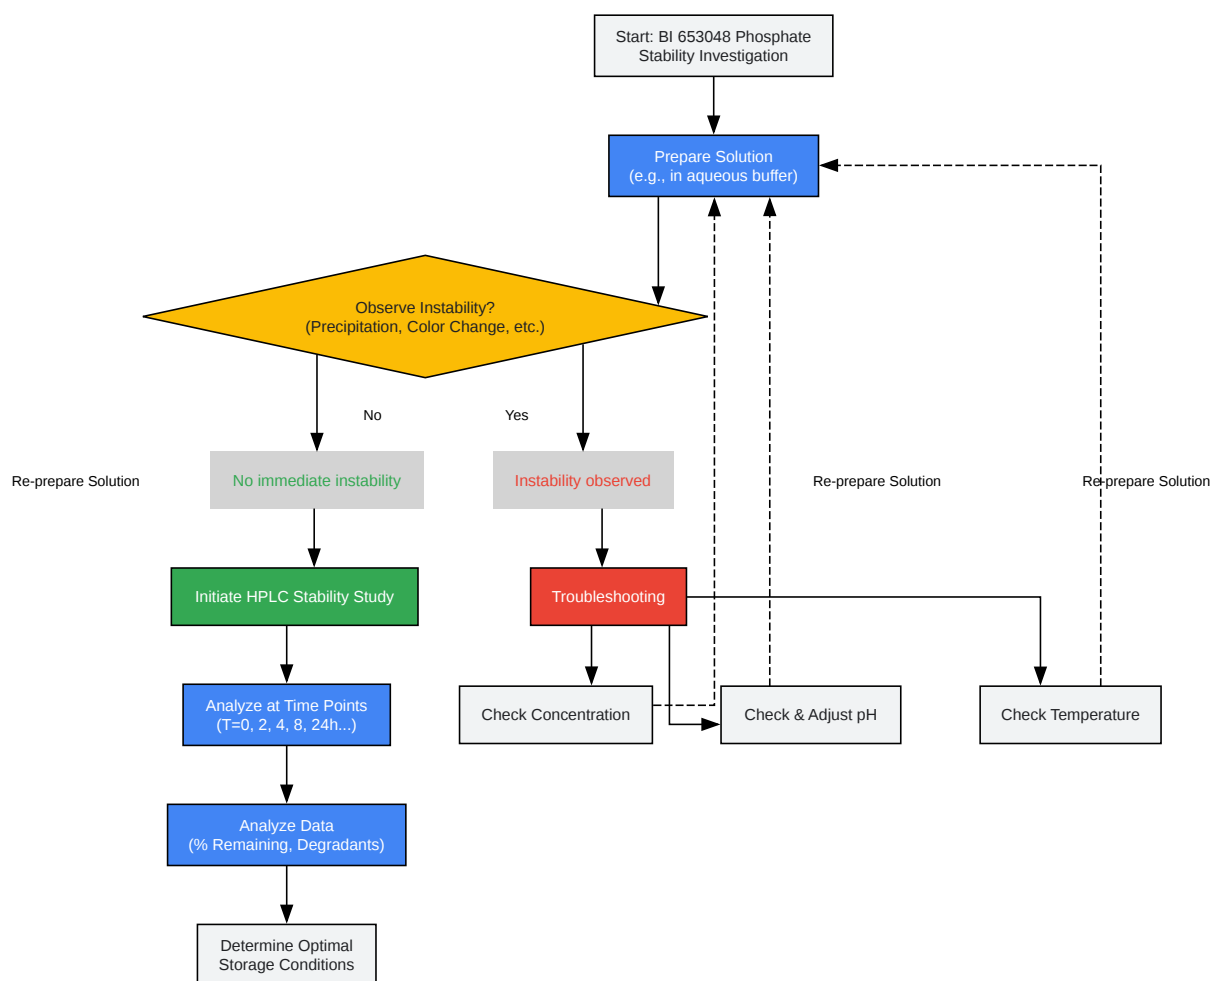 Start: BI 653048 Phosphate
Stability Investigation
Prepare Solution
(e.g., in aqueous buffer)
Observe Instability?
(Precipitation, Color Change, etc.)
No
Yes
Re-prepare Solution
No immediate instability
Instability observed
Re-prepare Solution
Re-prepare Solution
Initiate HPLC Stability Study
Troubleshooting
Analyze at Time Points
(T=0, 2, 4, 8, 24h...)
Check Concentration
Check & Adjust pH
Check Temperature
Analyze Data
(% Remaining, Degradants)
Determine Optimal
Storage Conditions